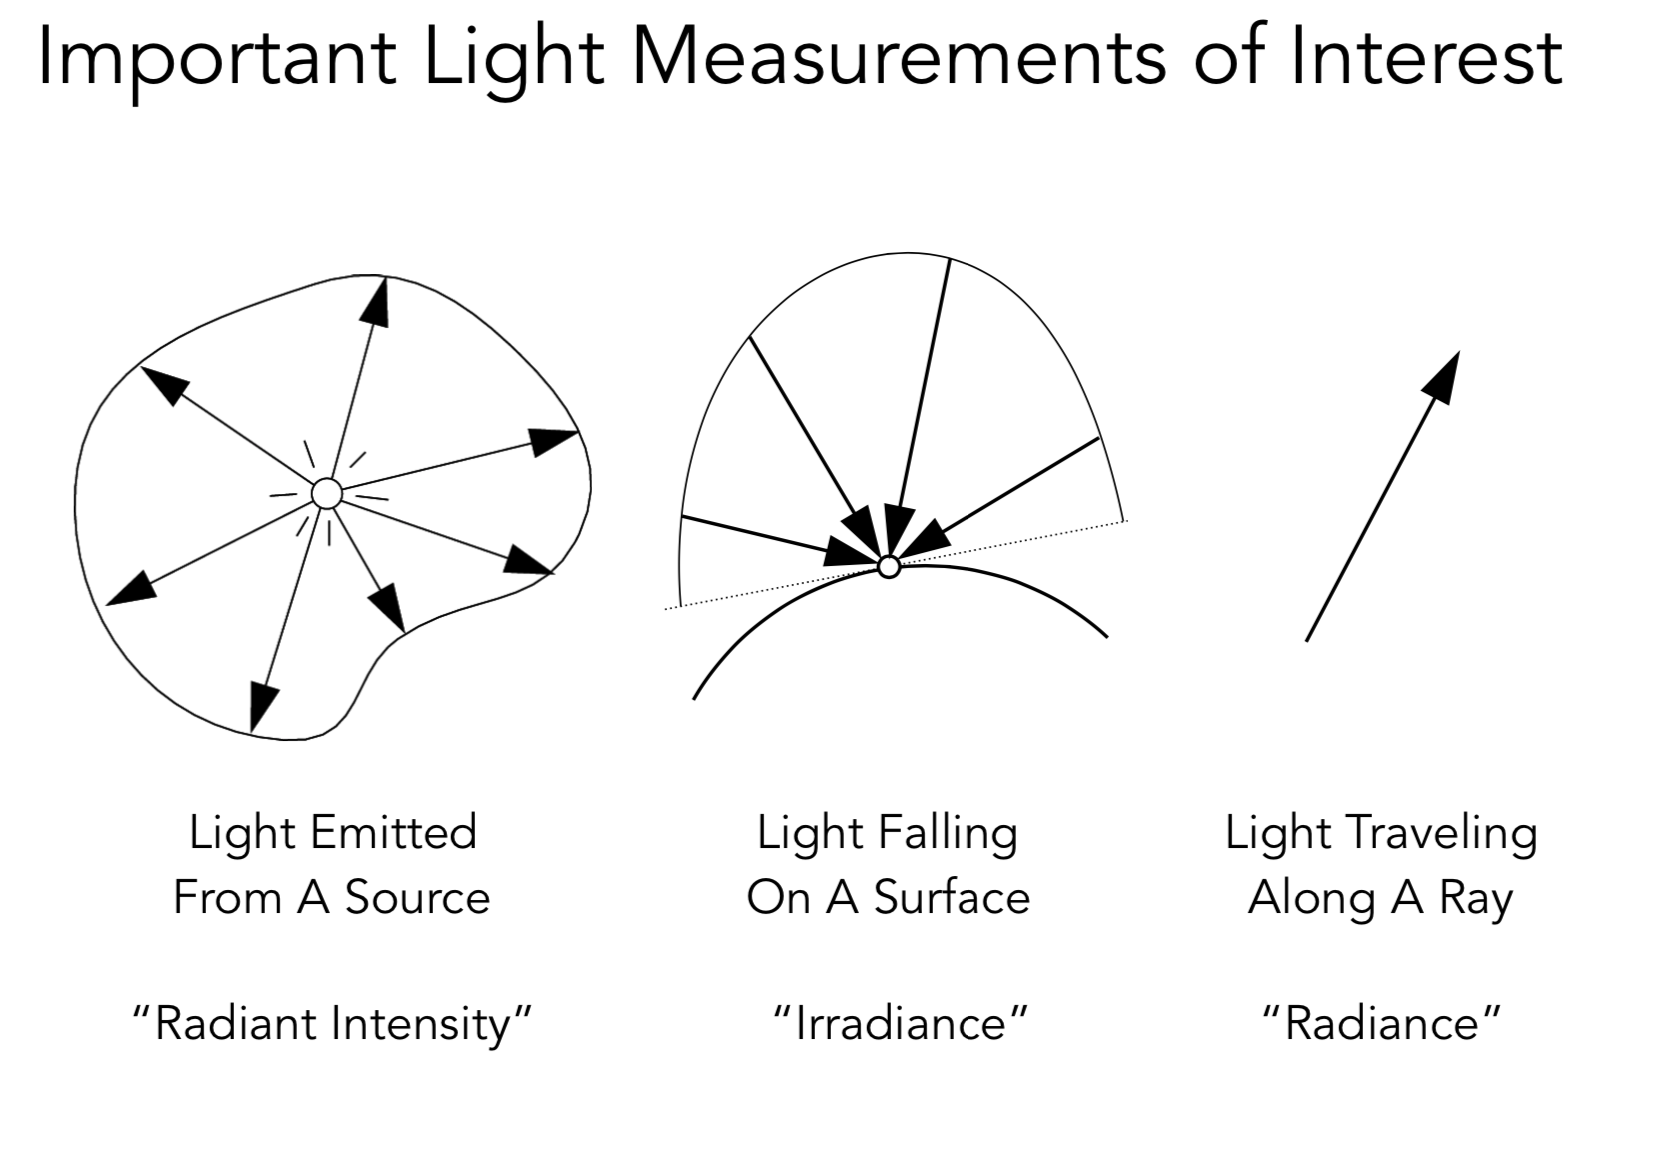 Important Light Measurements of Interest
Light Emitted
From A Source
“Radiant Intensity”
Light Falling
On A Surface
“Irradiance”
Light Traveling
Along A Ray
“Radiance”